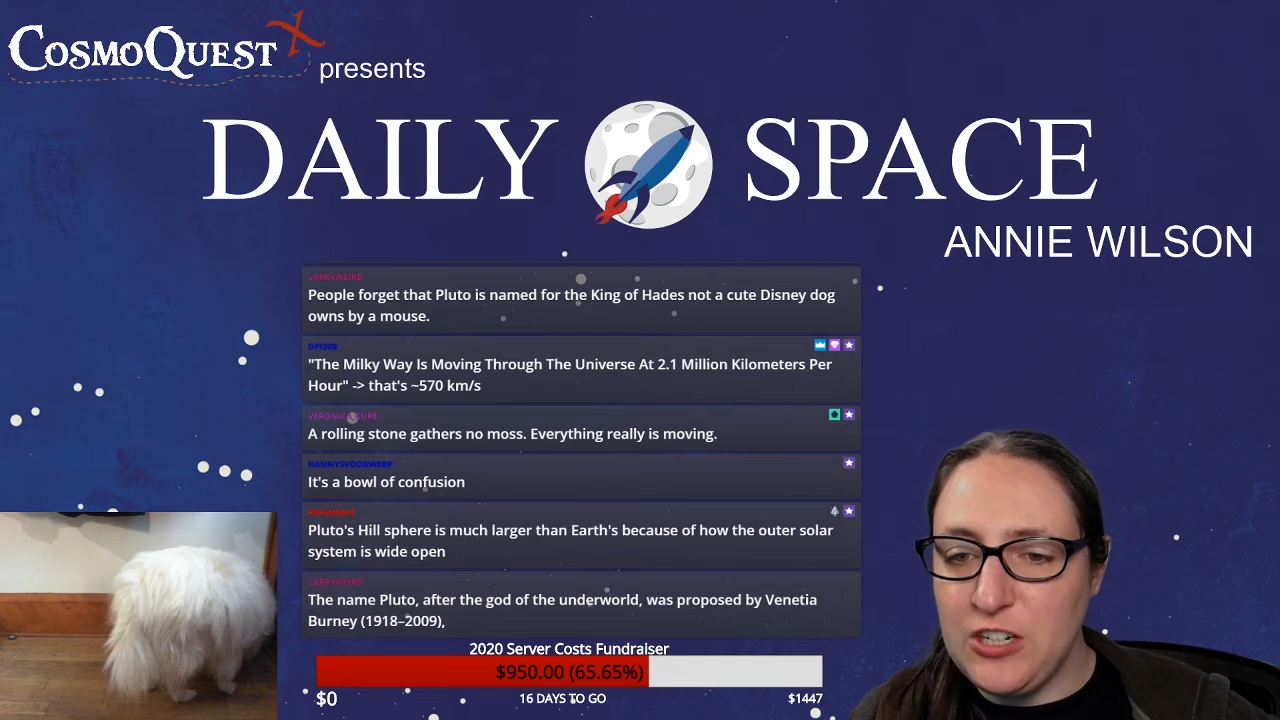 CosmoQuest X
presents
DAILY SPACE
ANNIE WILSON
LARRYWEIRD
People forget that Pluto is named for the King of Hades not a cute Disney dog
owns by a mouse.
"The Milky Way Is Moving Through The Universe At 2.1 Million Kilometers Per
Hour" -> that's ~570 km/s
A rolling stone gathers no moss. Everything really is moving.
HANNYSVOORWERP
It's a bowl of confusion
Pluto's Hill sphere is much larger than Earth's because of how the outer solar
system is wide open
LARRYWEIRD
The name Pluto, after the god of the underworld, was proposed by Venetia
Burney (1918–2009),
2020 Server Costs Fundraiser
$950.00 (65.65%)
$0 16 DAYS TO GO $1447